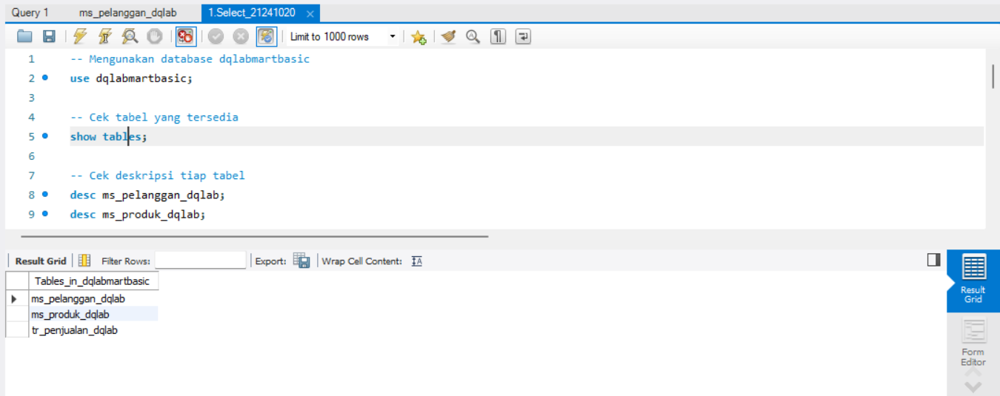 Query 1 ms_pelanggan_dqlab 1.Select_21241020
Limit to 1000 rows
1 -- Mengunakan database dqlabmartbasic
2 use dqlabmartbasic;
3
4 -- Cek tabel yang tersedia
5 show tables;
6
7 -- Cek deskripsi tiap tabel
8 desc ms_pelanggan_dqlab;
9 desc ms_produk_dqlab;
Result Grid Filter Rows: Export: Wrap Cell Content: IA
Tables_in_dqlabmartbasic
ms_pelanggan_dqlab
ms_produk_dqlab
tr_penjualan_dqlab
Result
Grid
Form
Editor